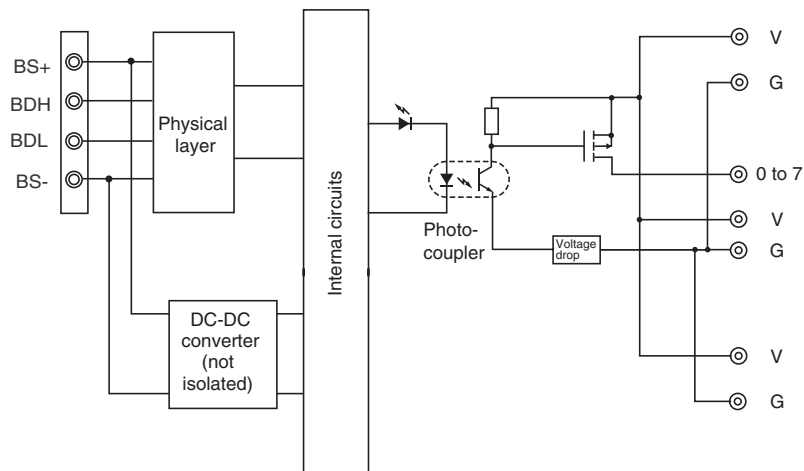 BS+
BDH
BDL
BS-
Physical
layer
DC-DC
converter
(not
isolated)
Internal circuits
Photo-
coupler
Voltage
drop
V
G
0 to 7
V
G
V
G